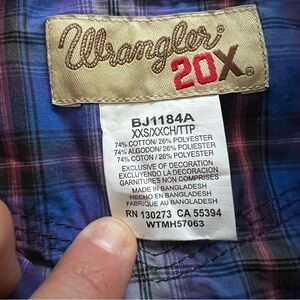 Wrangler
20X®
BJ1184A
XXS/XXCH/TTP
74% COTTON/ 26% POLYESTER
74% ALGODON/ 26% POLYESTER
74% COTON / 26% POLYESTER
EXCLUSIVE OF DECORATION
EXCLUYENDO LA DECORACION
GARNITURES NON COMPRISES
MADE IN BANGLADESH
HECHO EN BANGLADESH
FABRIQUE AU BANGLADESH
RN 130273 CA 55394
WTMH57063